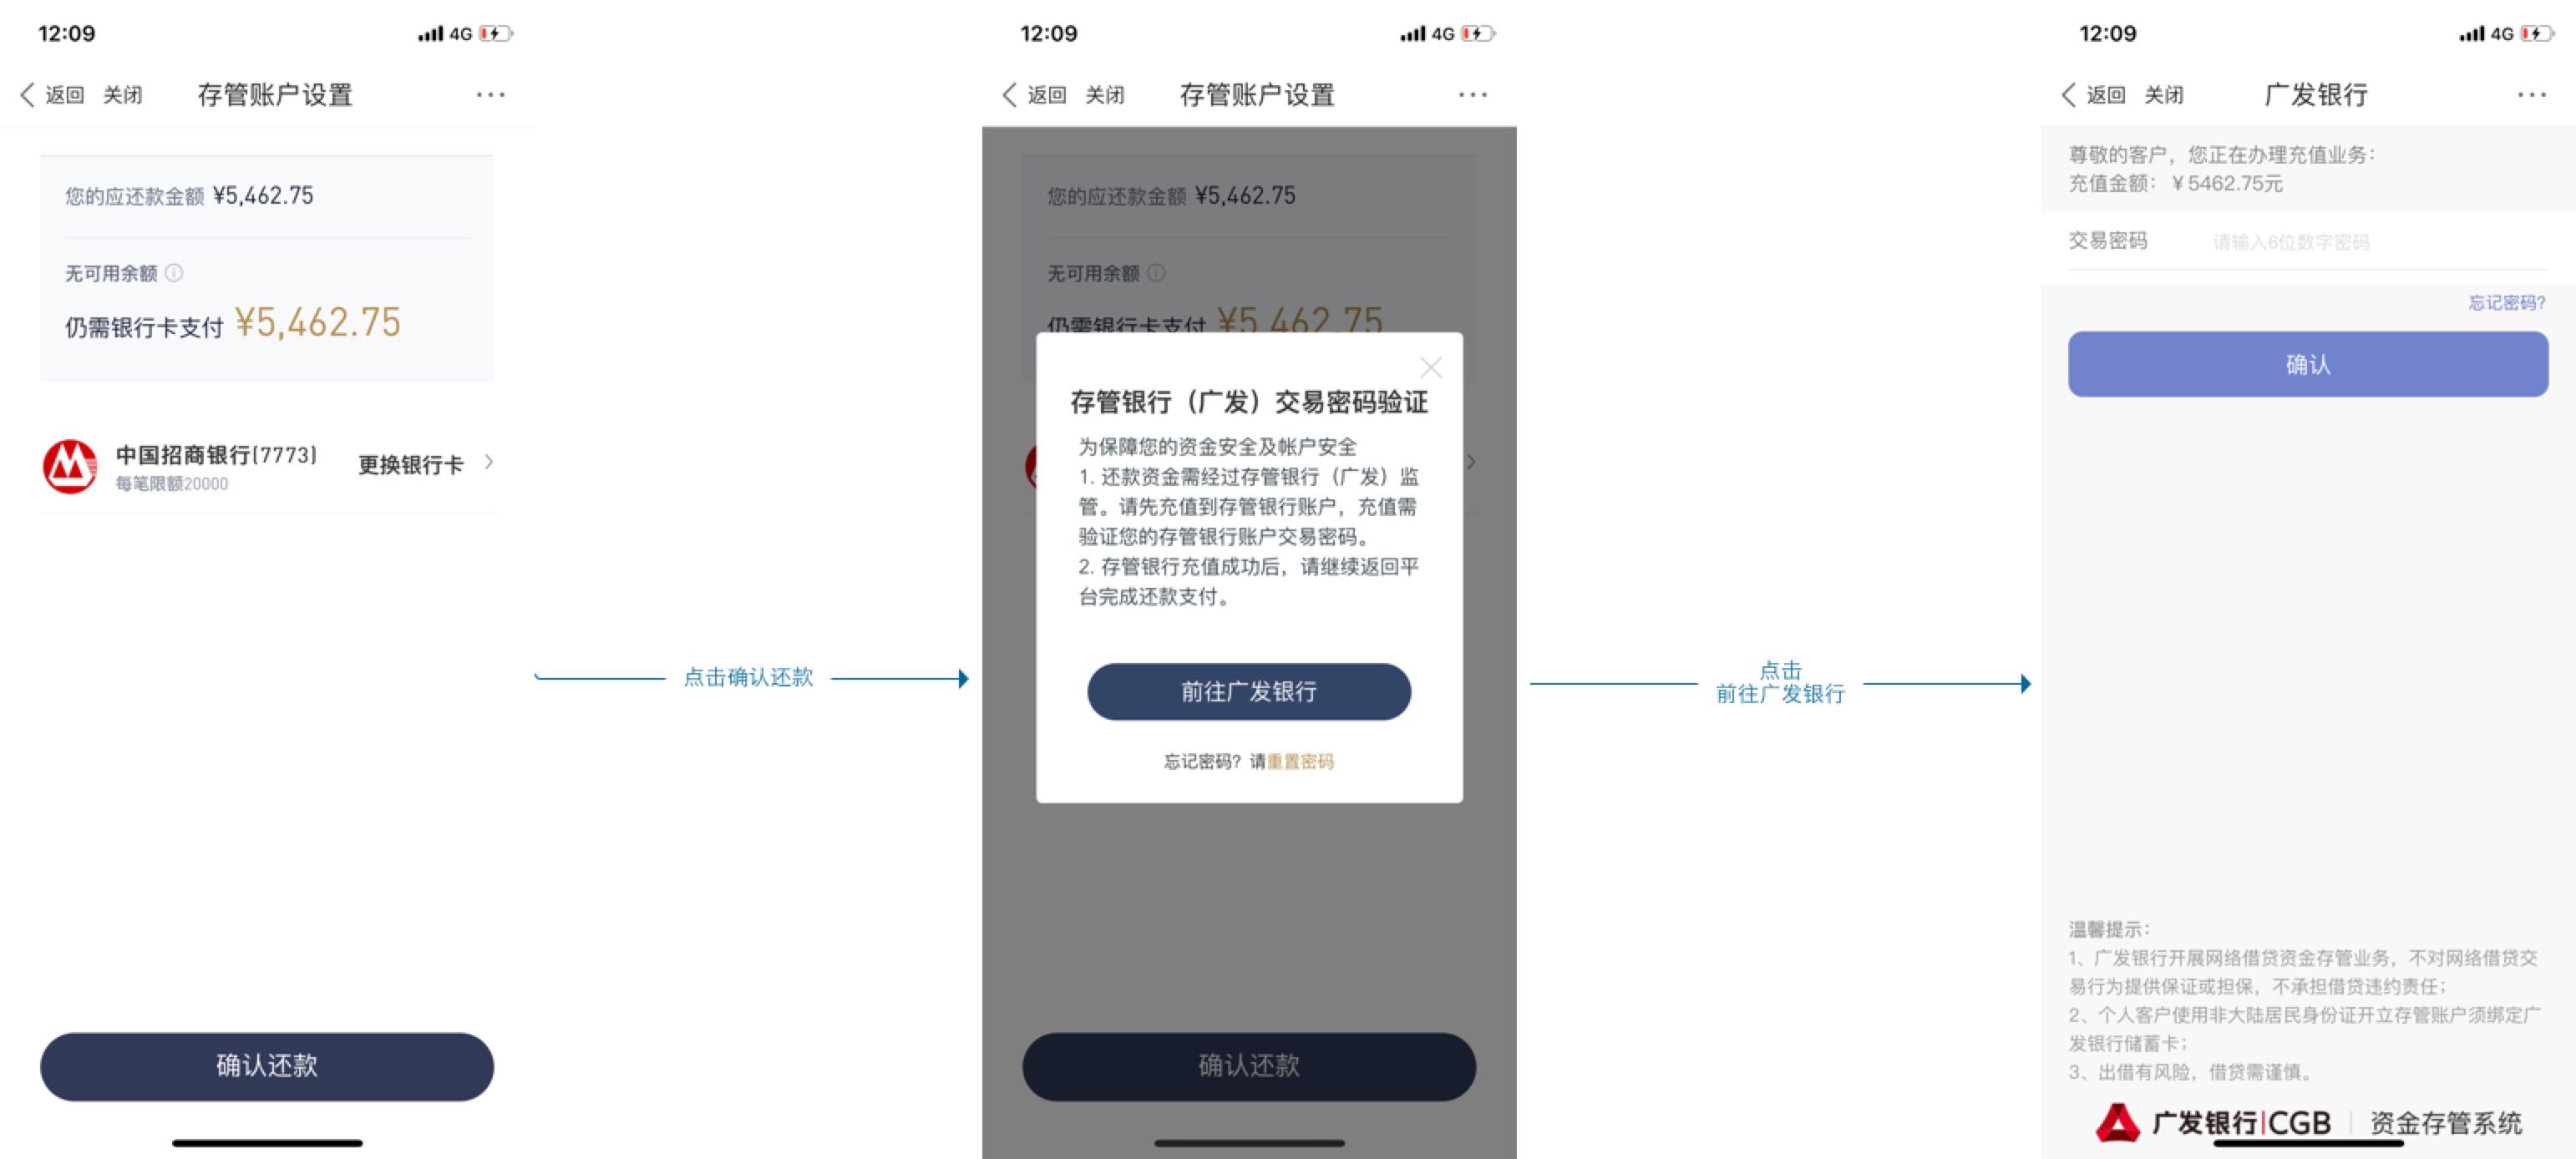 12:09
4G
返回 关闭 存管账户设置 ···
您的应还款金额 ¥5,462.75
无可用余额
仍需银行卡支付 ¥5,462.75
中国招商银行(7773)
每笔限额20000
更换银行卡
确认还款
点击确认还款
12:09
4G
返回 关闭 存管账户设置 ···
您的应还款金额 ¥5,462.75
无可用余额
仍需银行卡支付 ¥5,462.75
存管银行（广发）交易密码验证
为保障您的资金安全及帐户安全
1. 还款资金需经过存管银行（广发）监
管。请先充值到存管银行账户，充值需
验证您的存管银行账户交易密码。
2. 存管银行充值成功后，请继续返回平
台完成还款支付。
前往广发银行
忘记密码？请重置密码
确认还款
点击
前往广发银行
12:09
4G
返回 关闭 广发银行 ···
尊敬的客户，您正在办理充值业务：
充值金额：￥5462.75元
交易密码 请输入6位数字密码
忘记密码?
确认
温馨提示：
1、广发银行开展网络借贷资金存管业务，不对网络借贷交
易行为提供保证或担保，不承担借贷违约责任；
2、个人客户使用非大陆居民身份证开立存管账户须绑定广
发银行储蓄卡；
3、出借有风险，借贷需谨慎。
广发银行|CGB | 资金存管系统